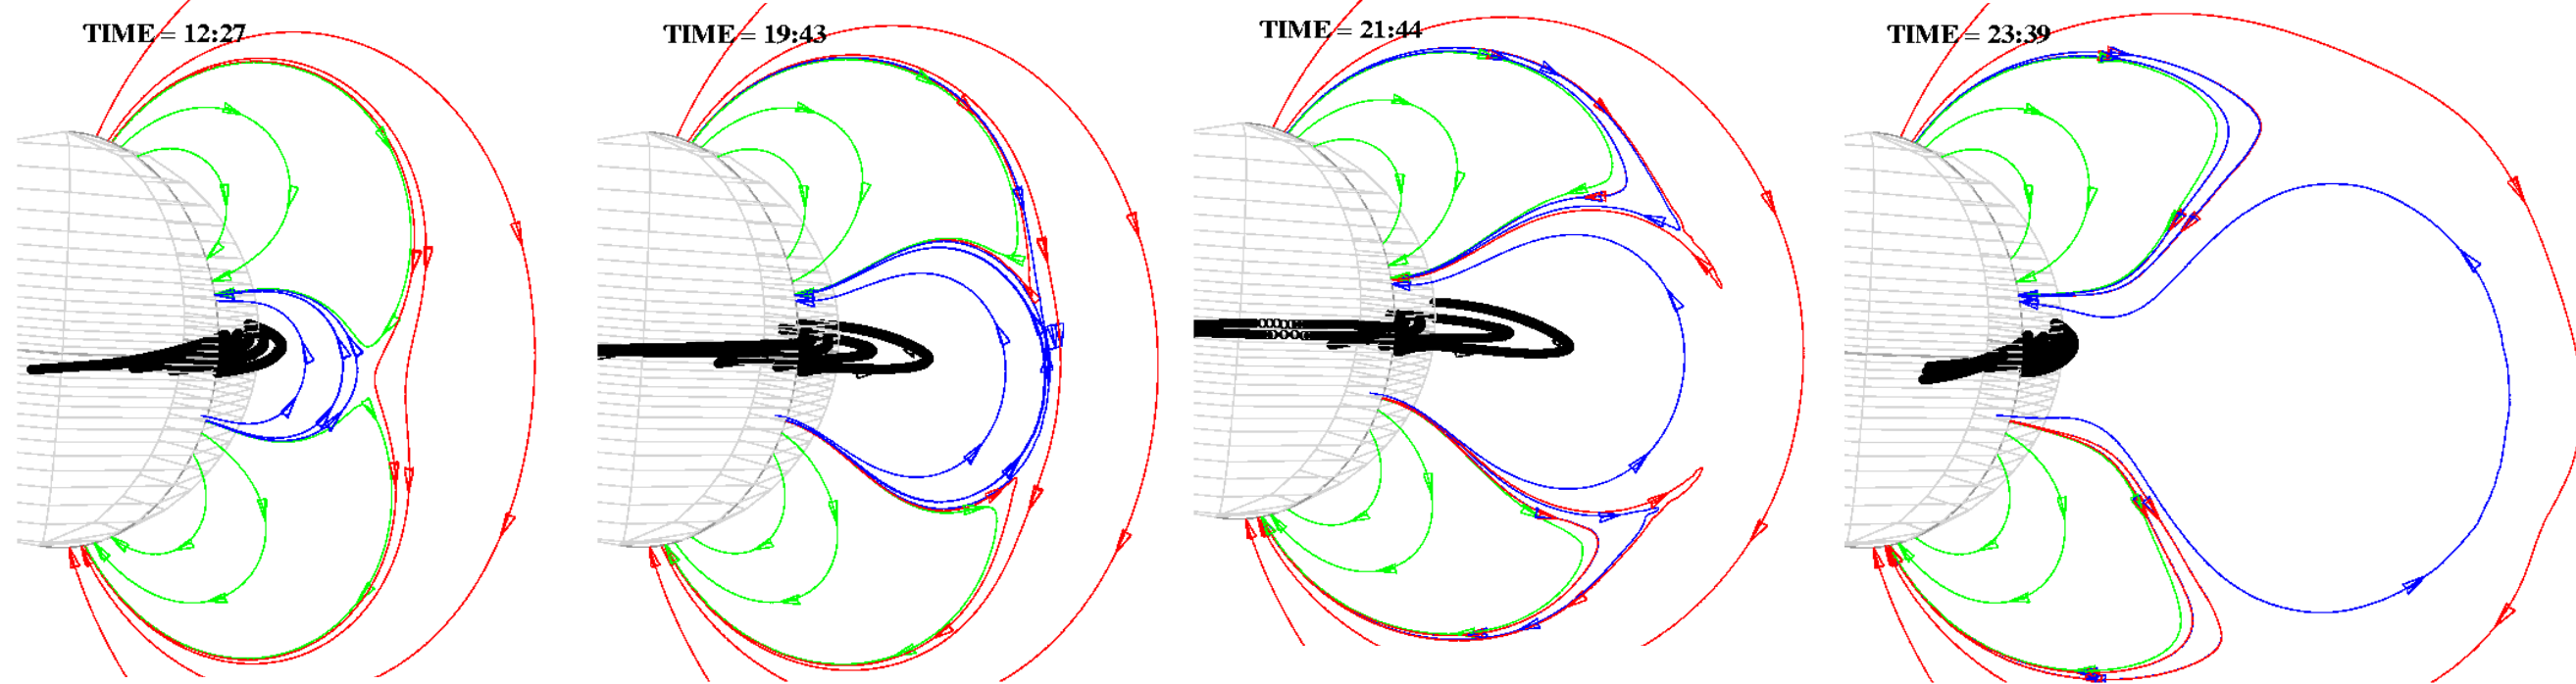 TIME = 12:27
TIME = 19:43
TIME = 21:44
TIME = 23:39